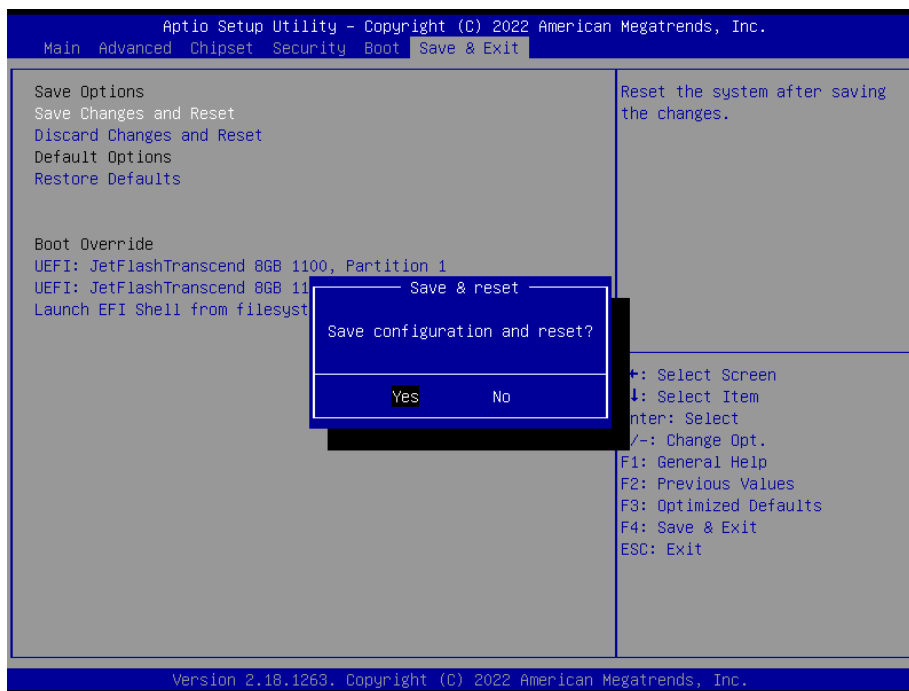 Aptio Setup Utility – Copyright (C) 2022 American Megatrends, Inc.
Main Advanced Chipset Security Boot Save & Exit
Save Options
Save Changes and Reset
Discard Changes and Reset
Default Options
Restore Defaults
Boot Override
UEFI: JetFlashTranscend 8GB 1100, Partition 1
UEFI: JetFlashTranscend 8GB 11
Launch EFI Shell from filesyst
Save & reset
Save configuration and reset?
Yes No
Reset the system after saving
the changes.
←: Select Screen
↓: Select Item
nter: Select
/-: Change Opt.
F1: General Help
F2: Previous Values
F3: Optimized Defaults
F4: Save & Exit
ESC: Exit
Version 2.18.1263. Copyright (C) 2022 American Megatrends, Inc.